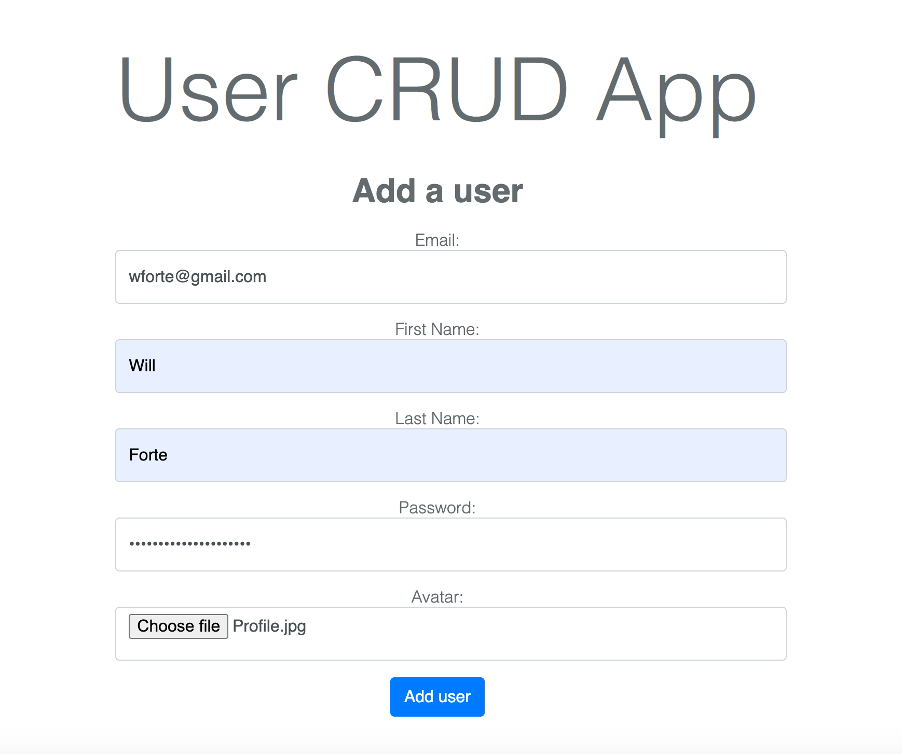 User CRUD App
Add a user
Email:
wforte@gmail.com
First Name:
Will
Last Name:
Forte
Password:
•••••••••••••••••••••
Avatar:
Choose file Profile.jpg
Add user